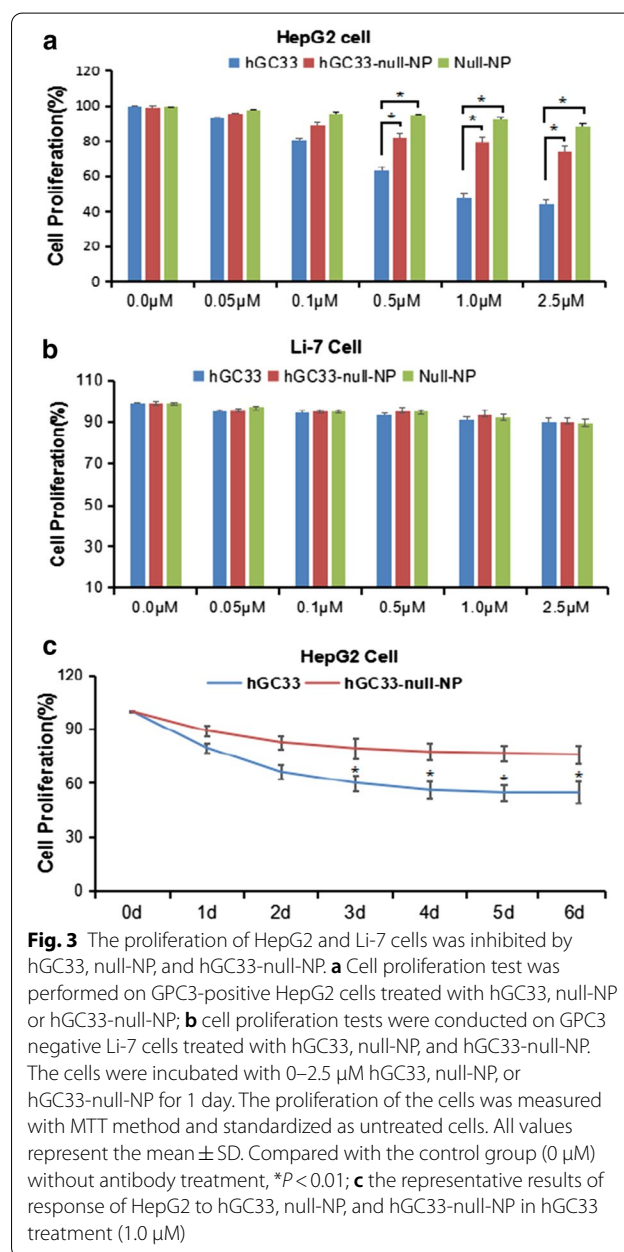 a
HepG2 cell
hGC33 hGC33-null-NP Null-NP
Cell Proliferation(%)
120
100
80
60
40
20
0
* * * * * *
0.0µM 0.05µM 0.1µM 0.5µM 1.0µM 2.5µM
b
Li-7 Cell
hGC33 hGC33-null-NP Null-NP
Cell Proliferation(%)
110
90
70
50
30
10
0.0µM 0.05µM 0.1µM 0.5µM 1.0µM 2.5µM
c
HepG2 Cell
hGC33 hGC33-null-NP
Cell Proliferation(%)
120
90
60
30
0
* * * *
0d 1d 2d 3d 4d 5d 6d
Fig. 3 The proliferation of HepG2 and Li-7 cells was inhibited by
hGC33, null-NP, and hGC33-null-NP. a Cell proliferation test was
performed on GPC3-positive HepG2 cells treated with hGC33, null-NP
or hGC33-null-NP; b cell proliferation tests were conducted on GPC3
negative Li-7 cells treated with hGC33, null-NP, and hGC33-null-NP.
The cells were incubated with 0–2.5 µM hGC33, null-NP, or
hGC33-null-NP for 1 day. The proliferation of the cells was measured
with MTT method and standardized as untreated cells. All values
represent the mean ± SD. Compared with the control group (0 µM)
without antibody treatment, *P < 0.01; c the representative results of
response of HepG2 to hGC33, null-NP, and hGC33-null-NP in hGC33
treatment (1.0 µM)